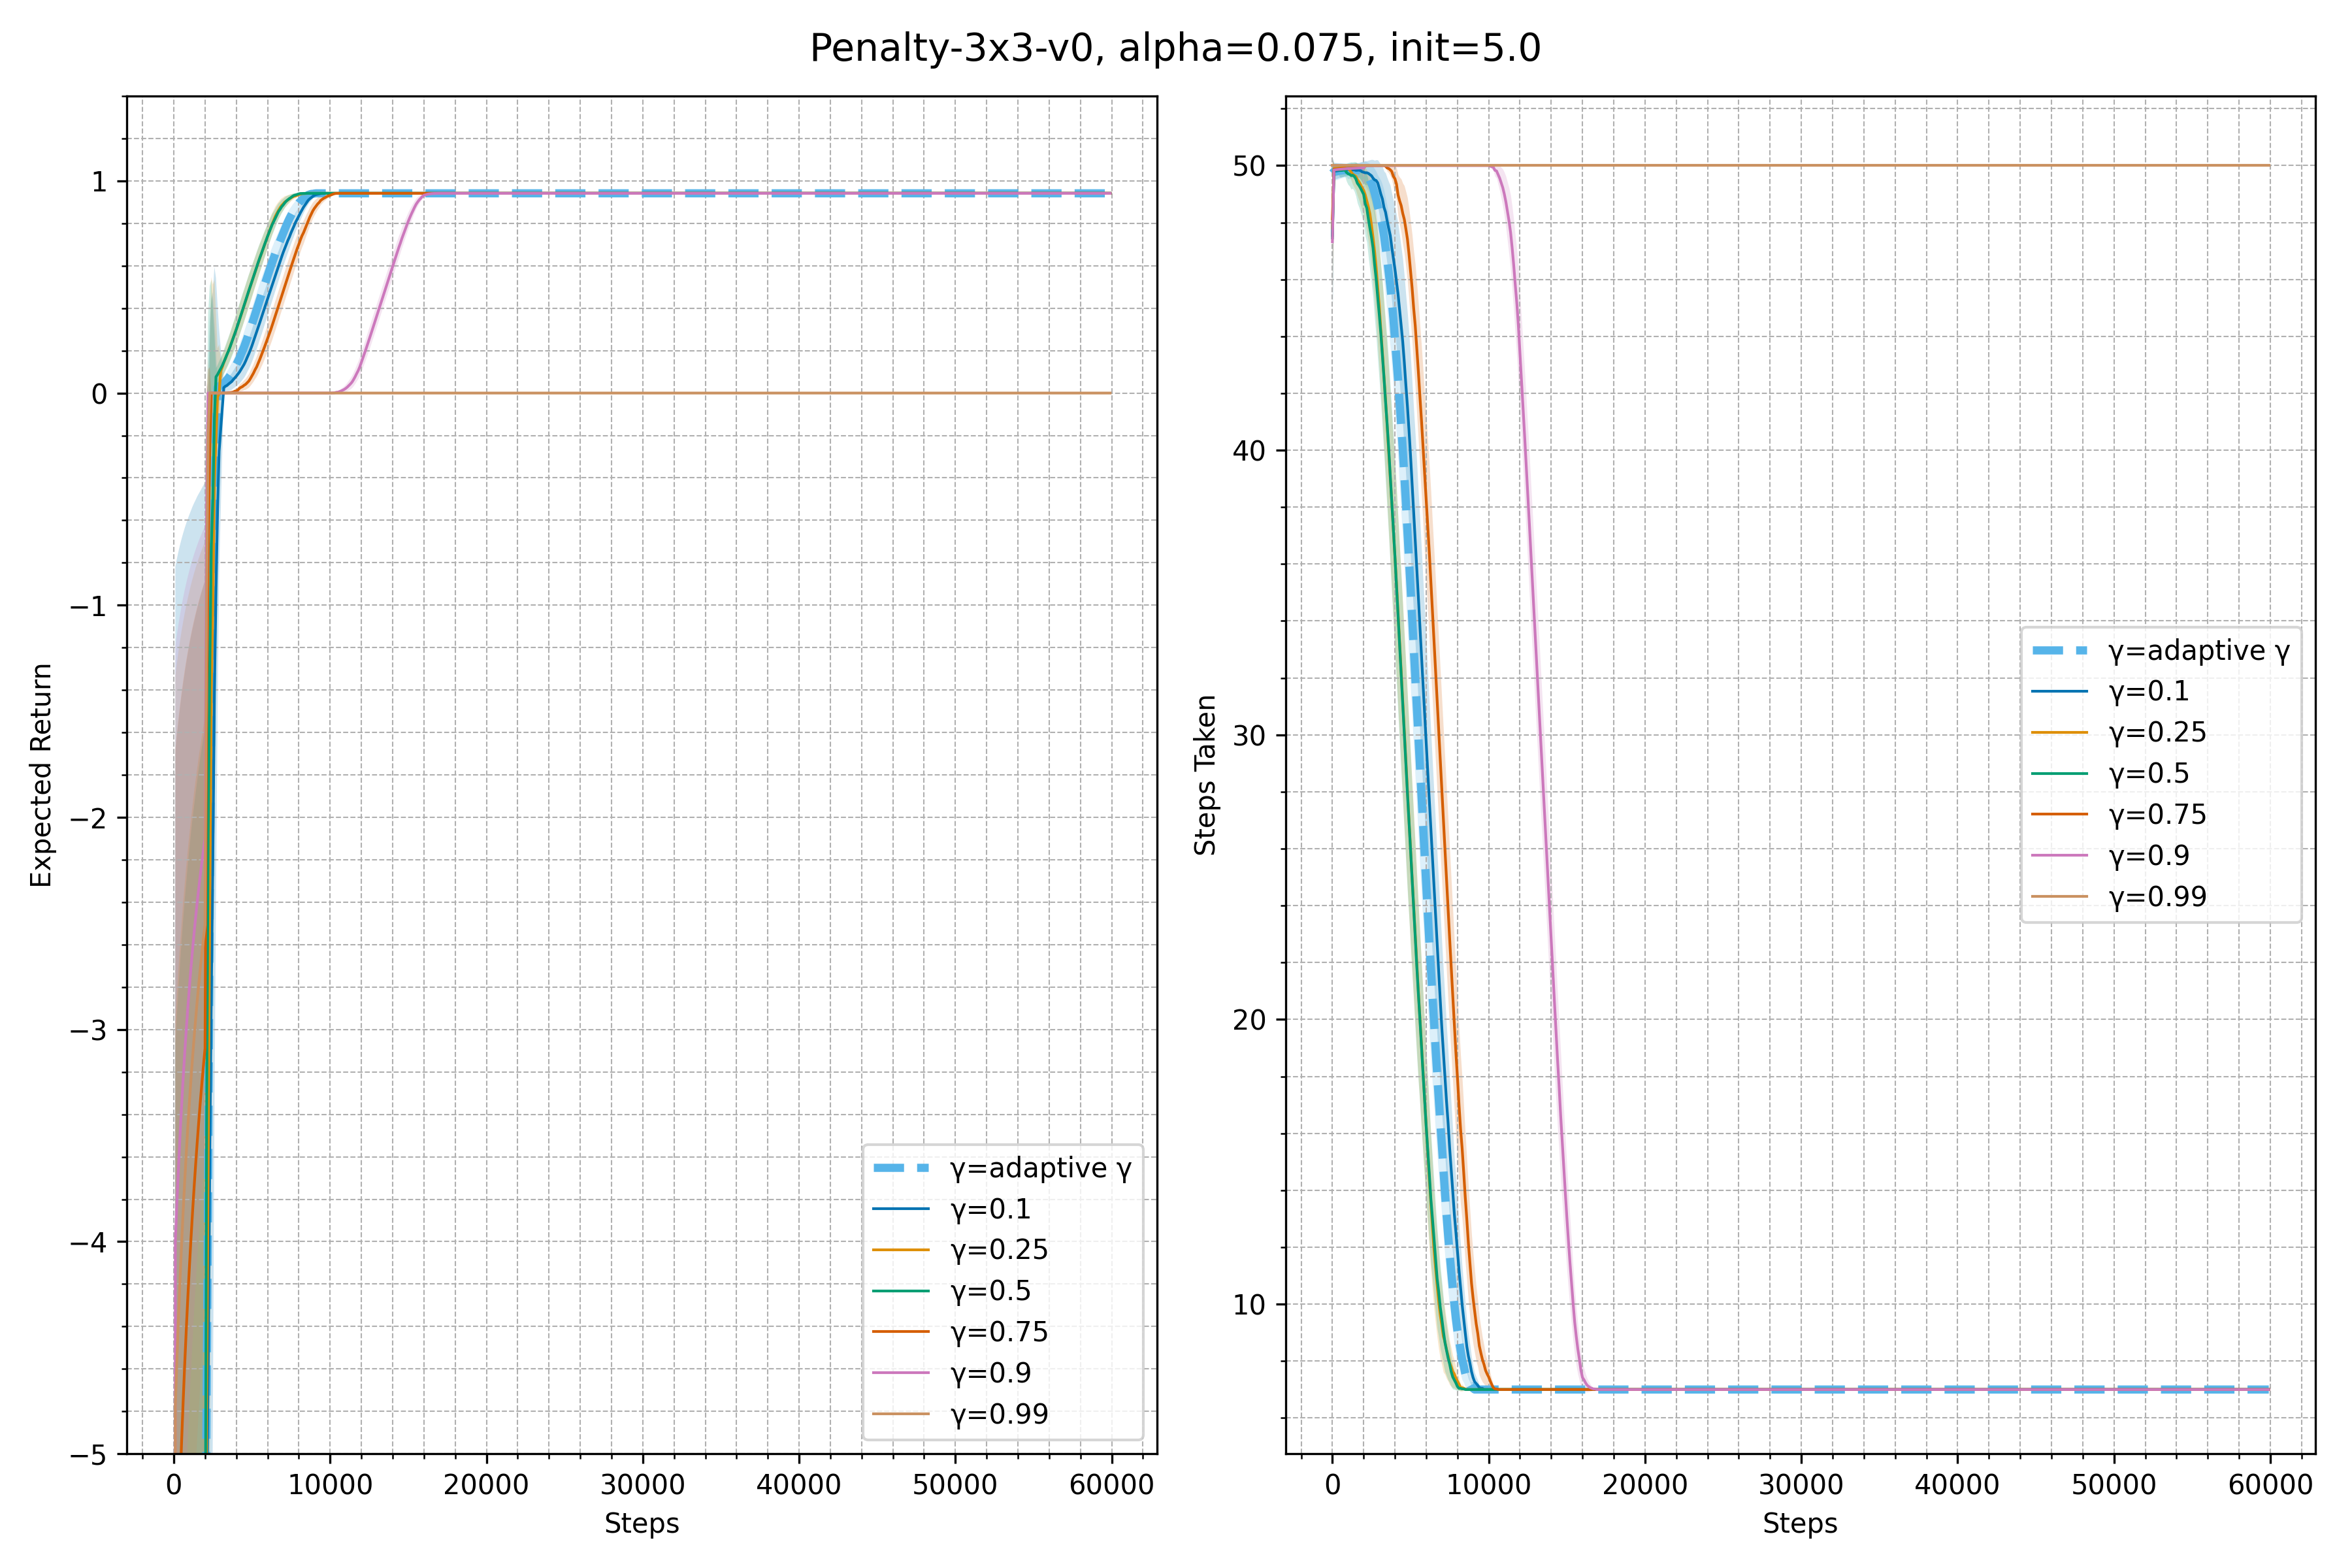 Penalty-3x3-v0, alpha=0.075, init=5.0
Expected Return
1
0
−1
−2
−3
−4
−5
0
10000
20000
30000
40000
50000
60000
Steps
γ=adaptive γ
γ=0.1
γ=0.25
γ=0.5
γ=0.75
γ=0.9
γ=0.99
Steps Taken
50
40
30
20
10
0
10000
20000
30000
40000
50000
60000
Steps
γ=adaptive γ
γ=0.1
γ=0.25
γ=0.5
γ=0.75
γ=0.9
γ=0.99